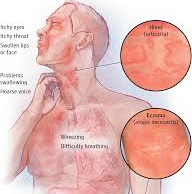 Itchy eyes
Itchy throat
Swollen lips
or face
Problems
swallowing
Hoarse voice
Wheezing
Difficulty breathing
Hives
(urticaria)
Eczema
(atopic dermatitis)